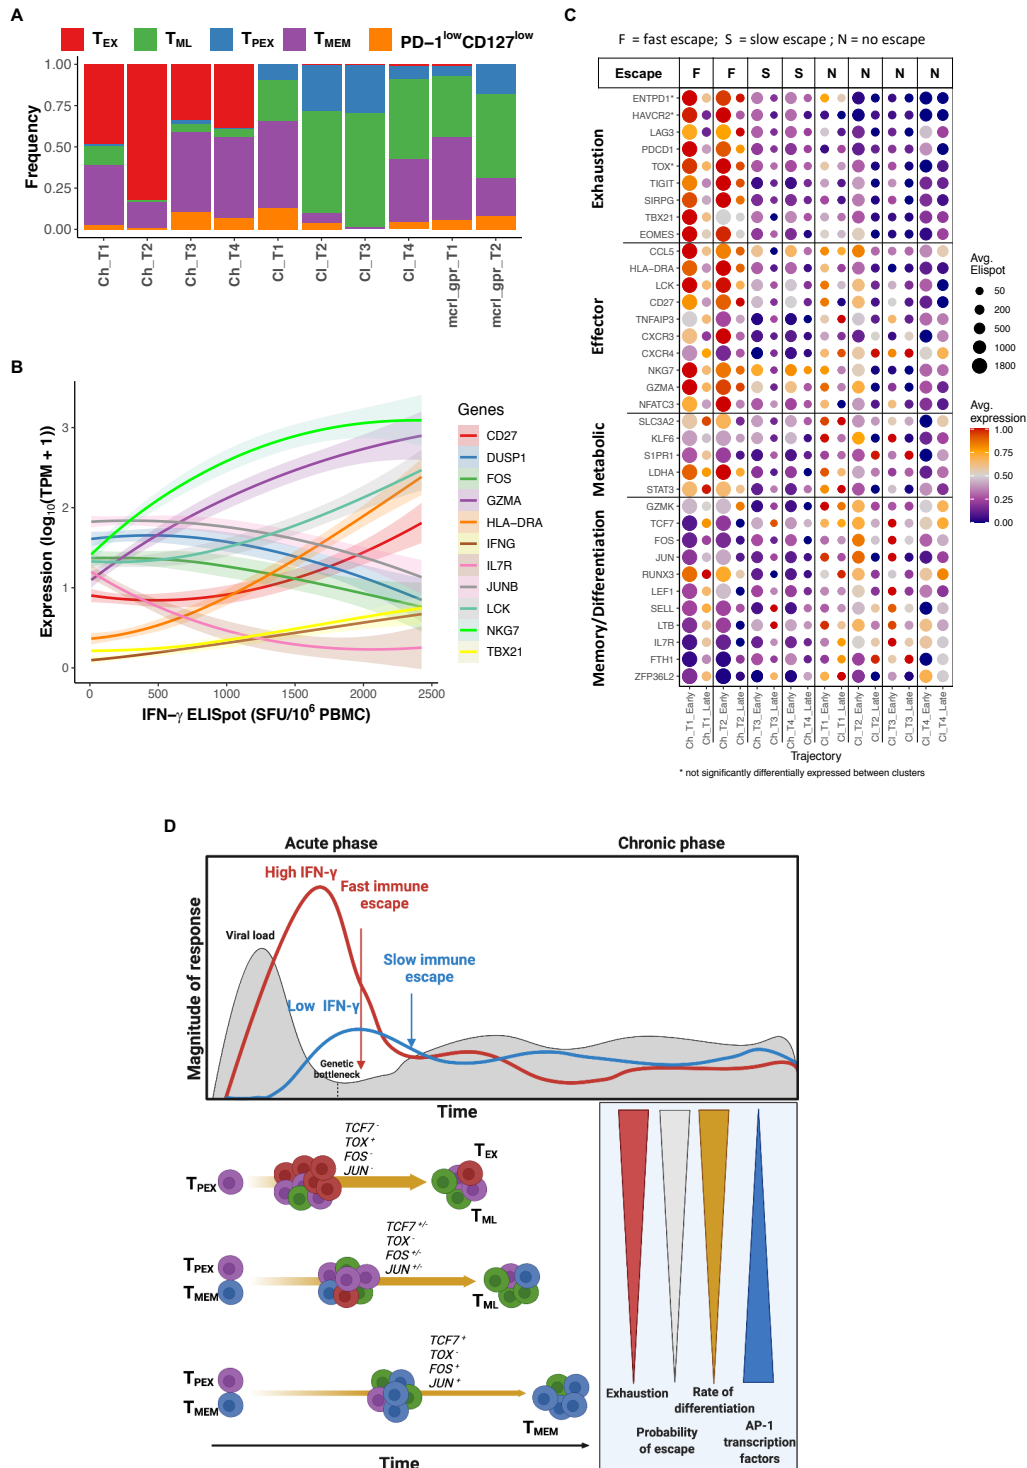 A
T_EX T_ML T_PEX T_MEM PD–1^low CD127^low
Frequency
1.00
0.75
0.50
0.25
0.00
Ch_T1
Ch_T2
Ch_T3
Ch_T4
Cl_T1
Cl_T2
Cl_T3
Cl_T4
mcrl_gpr_T1
mcrl_gpr_T2
B
Expression (log10(TPM + 1))
3
2
1
0
0 500 1000 1500 2000 2500
IFN–γ ELISpot (SFU/10^6 PBMC)
Genes
CD27
DUSP1
FOS
GZMA
HLA–DRA
IFNG
IL7R
JUNB
LCK
NKG7
TBX21
C
F = fast escape; S = slow escape ; N = no escape
Escape F F S S N N N N
Exhaustion
ENTPD1*
HAVCR2*
LAG3
PDCD1
TOX*
TIGIT
SIRPG
TBX21
EOMES
Effector
CCL5
HLA–DRA
LCK
CD27
TNFAIP3
CXCR3
CXCR4
NKG7
GZMA
NFATC3
Metabolic
SLC3A2
KLF6
S1PR1
LDHA
STAT3
Memory/Differentiation
GZMK
TCF7
FOS
JUN
RUNX3
LEF1
SELL
LTB
IL7R
FTH1
ZFP36L2
Ch_T1_Early
Ch_T1_Late
Ch_T2_Early
Ch_T2_Late
Ch_T3_Early
Ch_T3_Late
Ch_T4_Early
Ch_T4_Late
Cl_T1_Early
Cl_T1_Late
Cl_T2_Early
Cl_T2_Late
Cl_T3_Early
Cl_T3_Late
Cl_T4_Early
Cl_T4_Late
Trajectory
* not significantly differentially expressed between clusters
Avg.
Elispot
50
200
500
1000
1800
Avg.
expression
1.00
0.75
0.50
0.25
0.00
D
Acute phase
Chronic phase
Magnitude of response
High IFN-γ
Fast immune
escape
Viral load
Slow immune
escape
Low IFN-γ
Genetic
bottleneck
Time
TCF7 -
TOX +
FOS -
JUN -
T_PEX
T_EX
T_ML
TCF7 +/-
TOX -
FOS +/-
JUN +/-
T_PEX
T_MEM
T_ML
TCF7 +
TOX -
FOS +
JUN +
T_PEX
T_MEM
T_MEM
Time
Exhaustion
Rate of
differentiation
Probability
of escape
AP-1
transcription
factors